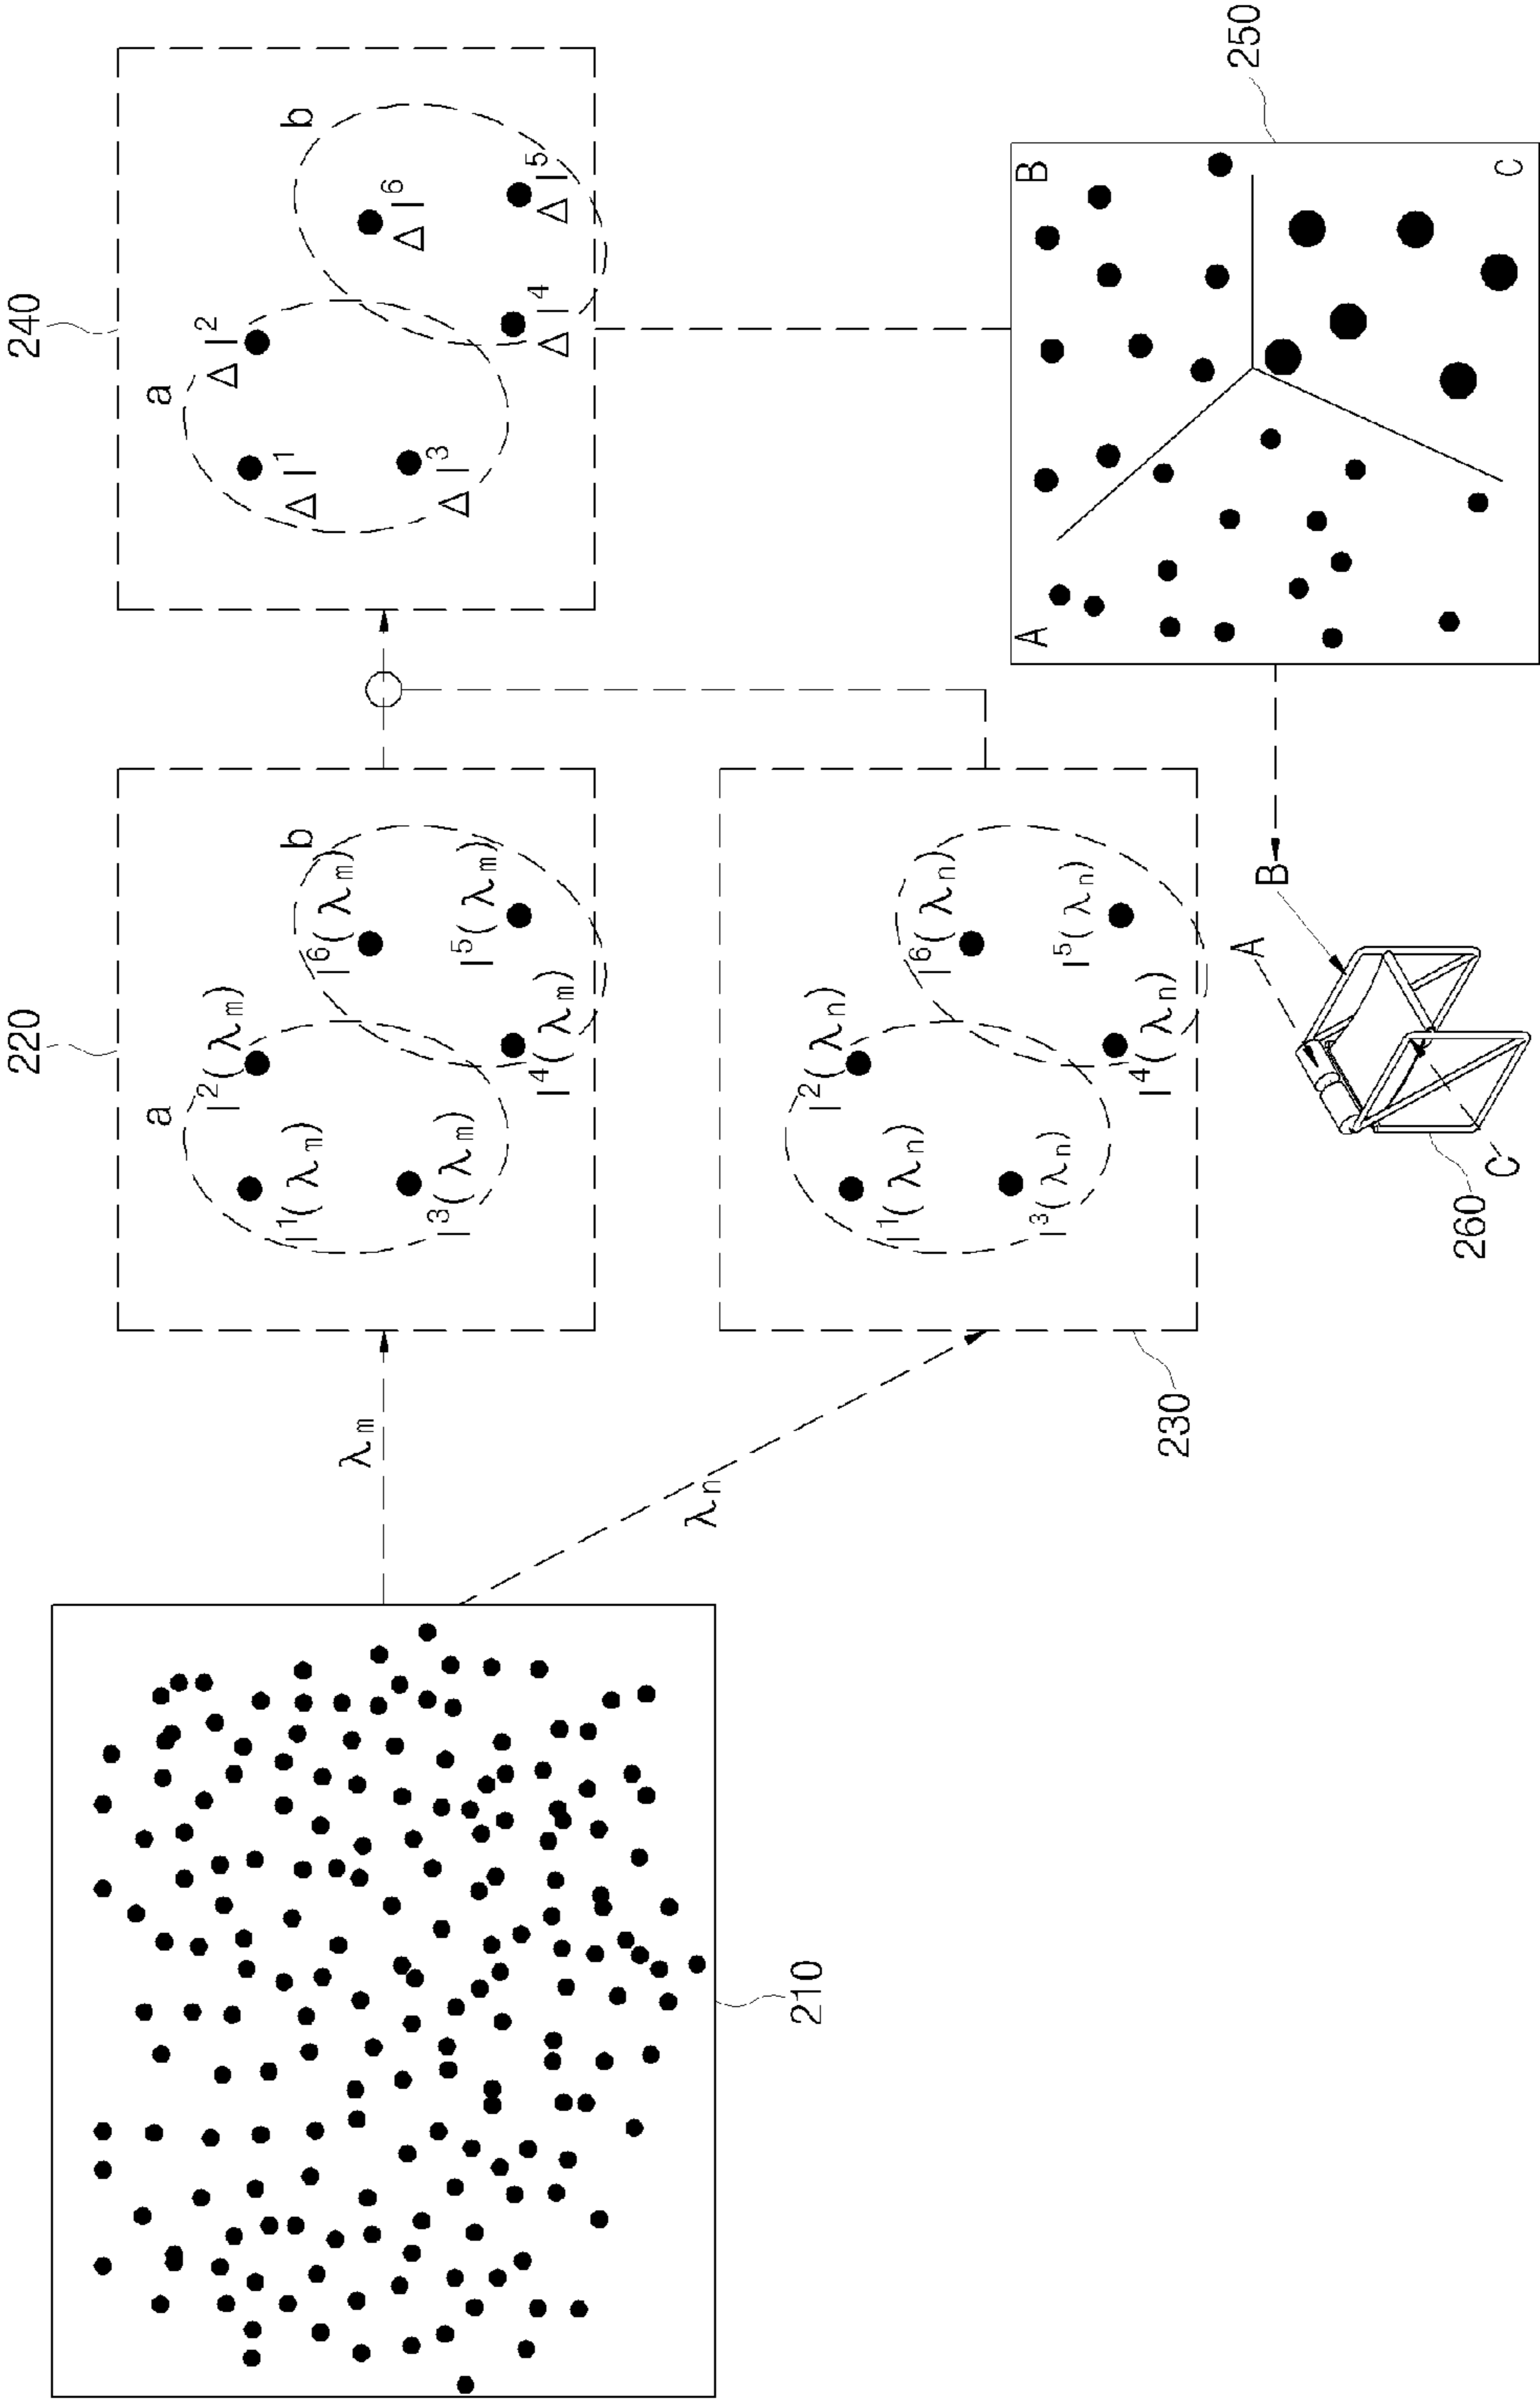 220
240
a
b
I¹(λm)
I²(λm)
I³(λm)
I⁴(λm)
I⁵(λm)
I⁶(λm)
a
b
ΔI¹
ΔI²
ΔI³
ΔI⁴
ΔI⁵
ΔI⁶
λm
λn
210
I¹(λn)
I²(λn)
I³(λn)
I⁴(λn)
I⁵(λn)
I⁶(λn)
230
A
B
C
250
A
B
C
260